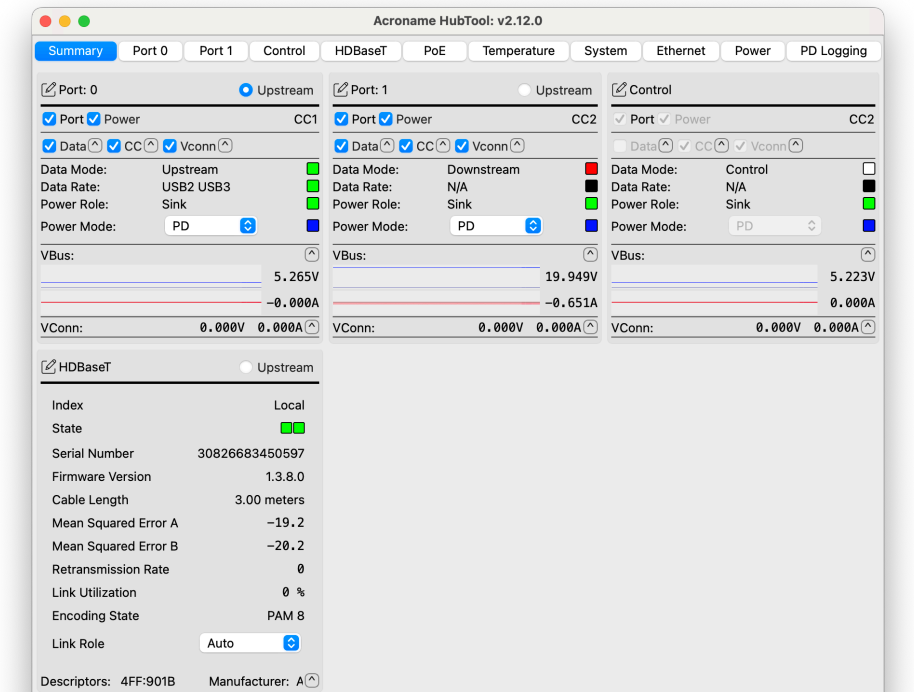 Acroname HubTool: v2.12.0
Summary Port 0 Port 1 Control HDBaseT PoE Temperature System Ethernet Power PD Logging
Port: 0 Upstream
Port Power CC1
Data CC Vconn
Data Mode: Upstream
Data Rate: USB2 USB3
Power Role: Sink
Power Mode: PD
VBus:
5.265V
-0.000A
VConn: 0.000V 0.000A
Port: 1 Upstream
Port Power CC2
Data CC Vconn
Data Mode: Downstream
Data Rate: N/A
Power Role: Sink
Power Mode: PD
VBus:
19.949V
-0.651A
VConn: 0.000V 0.000A
Control
Port Power CC2
Data CC Vconn
Data Mode: Control
Data Rate: N/A
Power Role: Sink
Power Mode: PD
VBus:
5.223V
0.000A
VConn: 0.000V 0.000A
HDBaseT Upstream
Index Local
State
Serial Number 30826683450597
Firmware Version 1.3.8.0
Cable Length 3.00 meters
Mean Squared Error A -19.2
Mean Squared Error B -20.2
Retransmission Rate 0
Link Utilization 0 %
Encoding State PAM 8
Link Role Auto
Descriptors: 4FF:901B Manufacturer: A